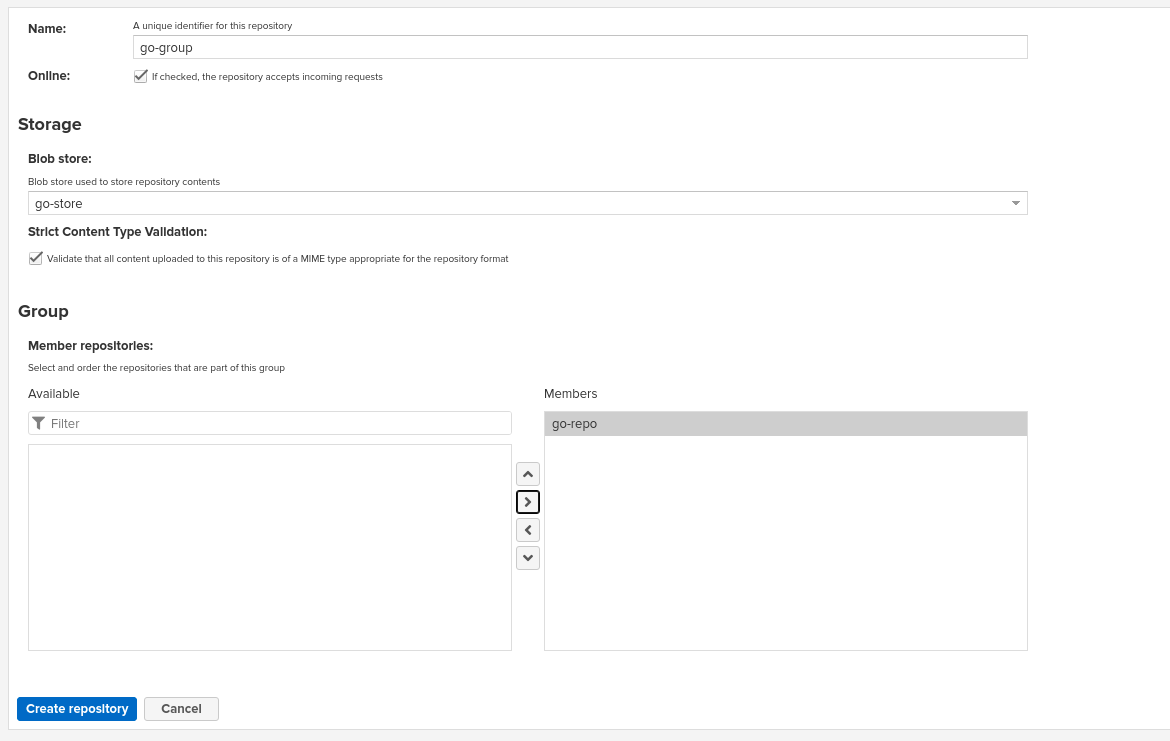 Name:
A unique identifier for this repository
go-group
Online:
If checked, the repository accepts incoming requests
Storage
Blob store:
Blob store used to store repository contents
go-store
Strict Content Type Validation:
Validate that all content uploaded to this repository is of a MIME type appropriate for the repository format
Group
Member repositories:
Select and order the repositories that are part of this group
Available
Members
Filter
go-repo
Create repository
Cancel